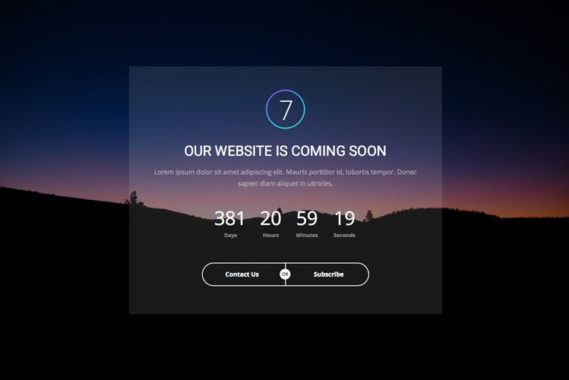 7
OUR WEBSITE IS COMING SOON
Lorem ipsum dolor sit amet adipiscing elit. Mauris porttitor id, lobortis tempor. Donec
sapien diam aliquet in ultricies.
381 20 59 19
Days Hours Minutes Seconds
Contact Us OR Subscribe